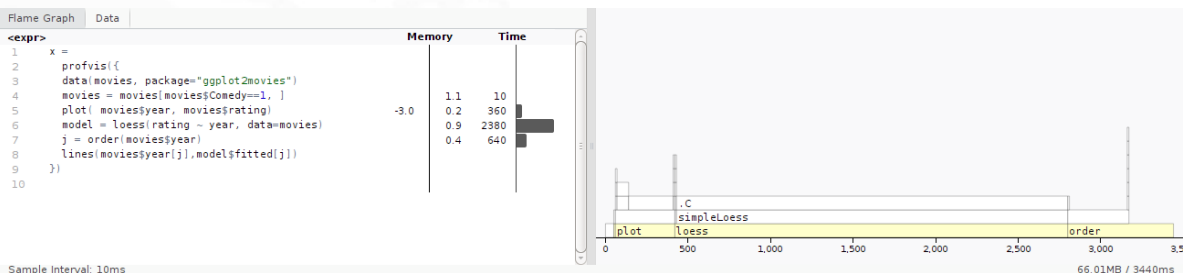 Flame Graph Data
<expr> Memory Time
1 x =
2 profvis({
3 data(movies, package="ggplot2movies")
4 movies = movies[movies$Comedy==1, ] 1.1 10
5 plot( movies$year, movies$rating) -3.0 0.2 360
6 model = loess(rating ~ year, data=movies) 0.9 2380
7 j = order(movies$year) 0.4 640
8 lines(movies$year[j],model$fitted[j])
9 })
10
.C
simpleLoess
plot loess order
0 500 1,000 1,500 2,000 2,500 3,000 3,5
Sample Interval: 10ms 66.01MB / 3440ms